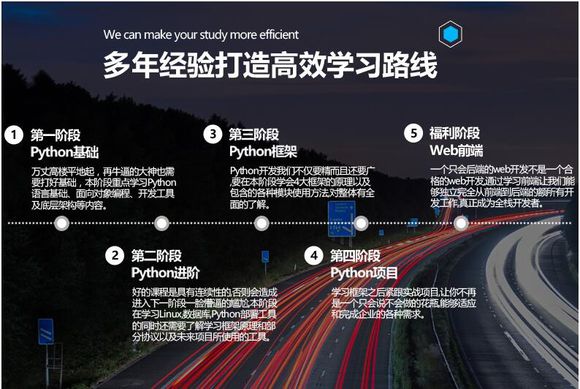 We can make your study more efficient
多年经验打造高效学习路线
1
第一阶段
Python基础
万丈高楼平地起，再牛逼的大神也需
要打好基础，本阶段重点学习Python
语言基础、面向对象编程、开发工具
及底层架构等内容。
3
第三阶段
Python框架
Python开发我们不仅要精而且还要广
,要在本阶段学会4大框架的原理以及
包含的各种模块使用方法,对整体有全
面的了解。
5
福利阶段
Web前端
一个只会后端的web开发不是一个合
格的web开发,通过学习前端让我们能
够独立完全从前端到后端的额所有开
发工作,真正成为全栈开发者。
2
第二阶段
Python进阶
好的课程是具有连续性的,否则会造成
进入下一阶段一脸懵逼的尴尬,本阶段
在学习Linux,数据库,Python部署工具
的同时还需要了解学习框架原理和部
分协议以及未来项目所使用的工具。
4
第四阶段
Python项目
学习框架之后紧跟实战项目,让你不再
是一个只会说不会做的花瓶,能够适应
和完成企业的各种需求。